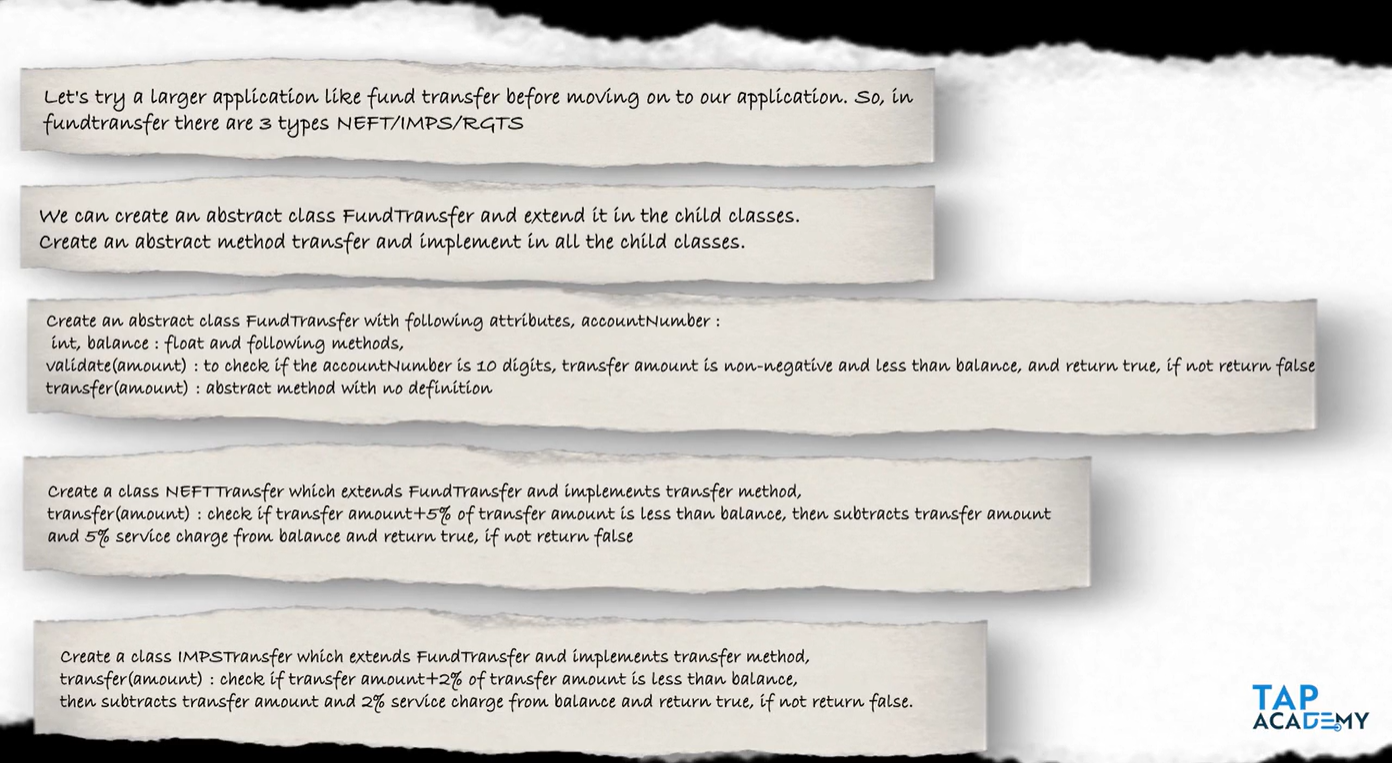 Let's try a larger application like fund transfer before moving on to our application. So, in
fundtransfer there are 3 types NEFT/IMPS/RGTS
We can create an abstract class FundTransfer and extend it in the child classes.
Create an abstract method transfer and implement in all the child classes.
Create an abstract class FundTransfer with following attributes, accountNumber :
int, balance : float and following methods,
validate(amount) : to check if the accountNumber is 10 digits, transfer amount is non-negative and less than balance, and return true, if not return false
transfer(amount) : abstract method with no definition
Create a class NEFTTransfer which extends FundTransfer and implements transfer method,
transfer(amount) : check if transfer amount+5% of transfer amount is less than balance, then subtracts transfer amount
and 5% service charge from balance and return true, if not return false
Create a class IMPSTransfer which extends FundTransfer and implements transfer method,
transfer(amount) : check if transfer amount+2% of transfer amount is less than balance,
then subtracts transfer amount and 2% service charge from balance and return true, if not return false.
TAP
ACADEMY